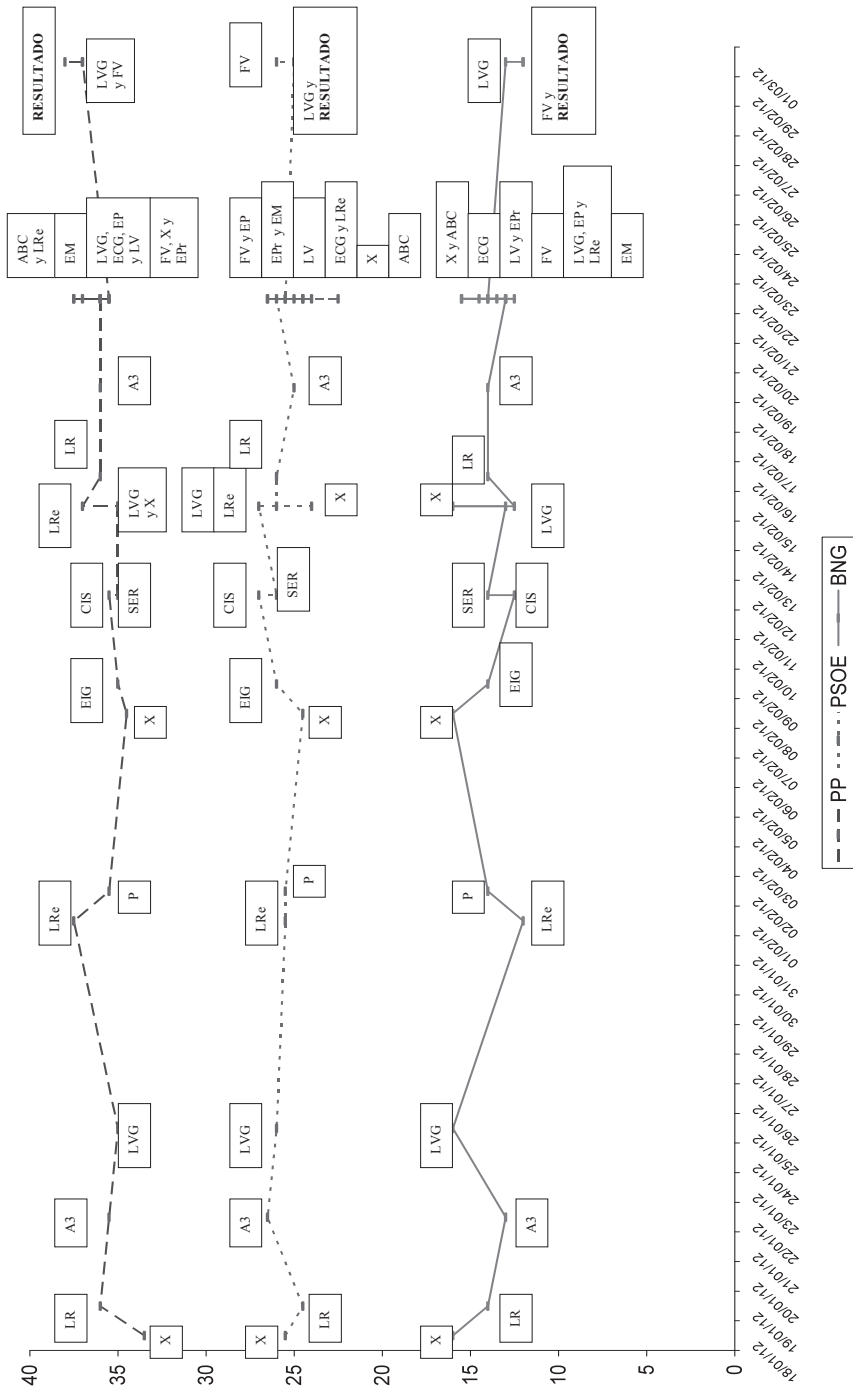 40
35
30
25
20
15
10
5
0
LR
A3
LRe
EIG
CIS
LRe
LR
ABC
y LRe
EM
LVG,
ECG, EP
y LV
FV, X y
EPr
RESULTADO
LVG
y FV
X
LVG
P
X
SER
LVG
y X
A3
X
A3
LVG
LRe
EIG
CIS
LVG
LRe
LR
FV y EP
EPr y EM
LV
ECG y LRe
X
ABC
FV
LR
P
X
SER
X
A3
LVG y
RESULTADO
X
LVG
P
X
SER
X
LR
X y ABC
ECG
LV y EPr
FV
LVG, EP y
LRe
EM
LVG
LR
A3
LRe
EIG
CIS
LVG
A3
FV y
RESULTADO
18/01/12
19/01/12
20/01/12
21/01/12
22/01/12
23/01/12
24/01/12
25/01/12
26/01/12
27/01/12
28/01/12
29/01/12
30/01/12
31/01/12
01/02/12
02/02/12
03/02/12
04/02/12
05/02/12
06/02/12
07/02/12
08/02/12
09/02/12
10/02/12
11/02/12
12/02/12
13/02/12
14/02/12
15/02/12
16/02/12
17/02/12
18/02/12
19/02/12
20/02/12
21/02/12
22/02/12
23/02/12
24/02/12
25/02/12
26/02/12
27/02/12
28/02/12
29/02/12
01/03/12
PP PSOE BNG